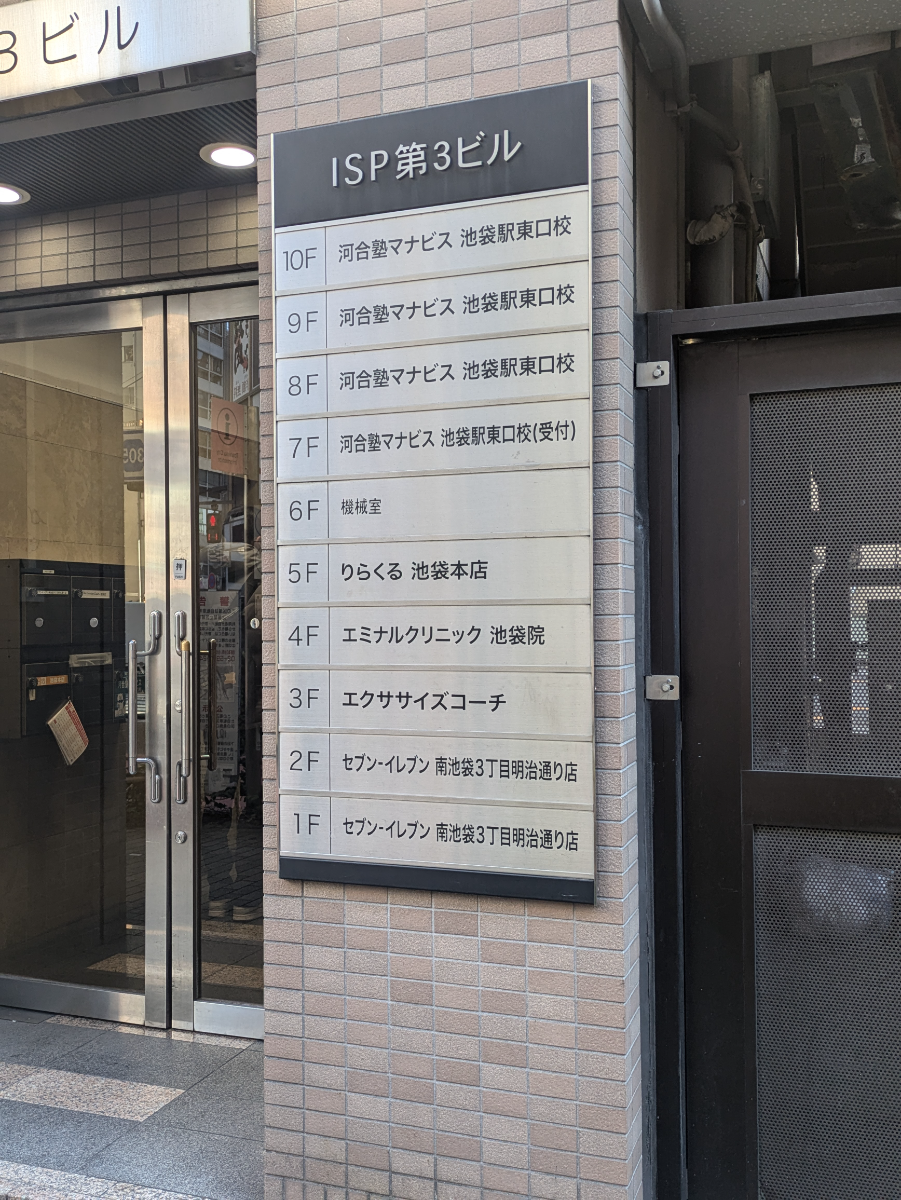 3ビル
ISP第3ビル
10F 河合塾マナビス 池袋駅東口校
9F 河合塾マナビス 池袋駅東口校
8F 河合塾マナビス 池袋駅東口校
7F 河合塾マナビス 池袋駅東口校(受付)
6F 機械室
5F りらくる 池袋本店
4F エミナルクリニック 池袋院
3F エクササイズコーチ
2F セブン-イレブン 南池袋3丁目明治通り店
1F セブン-イレブン 南池袋3丁目明治通り店
押